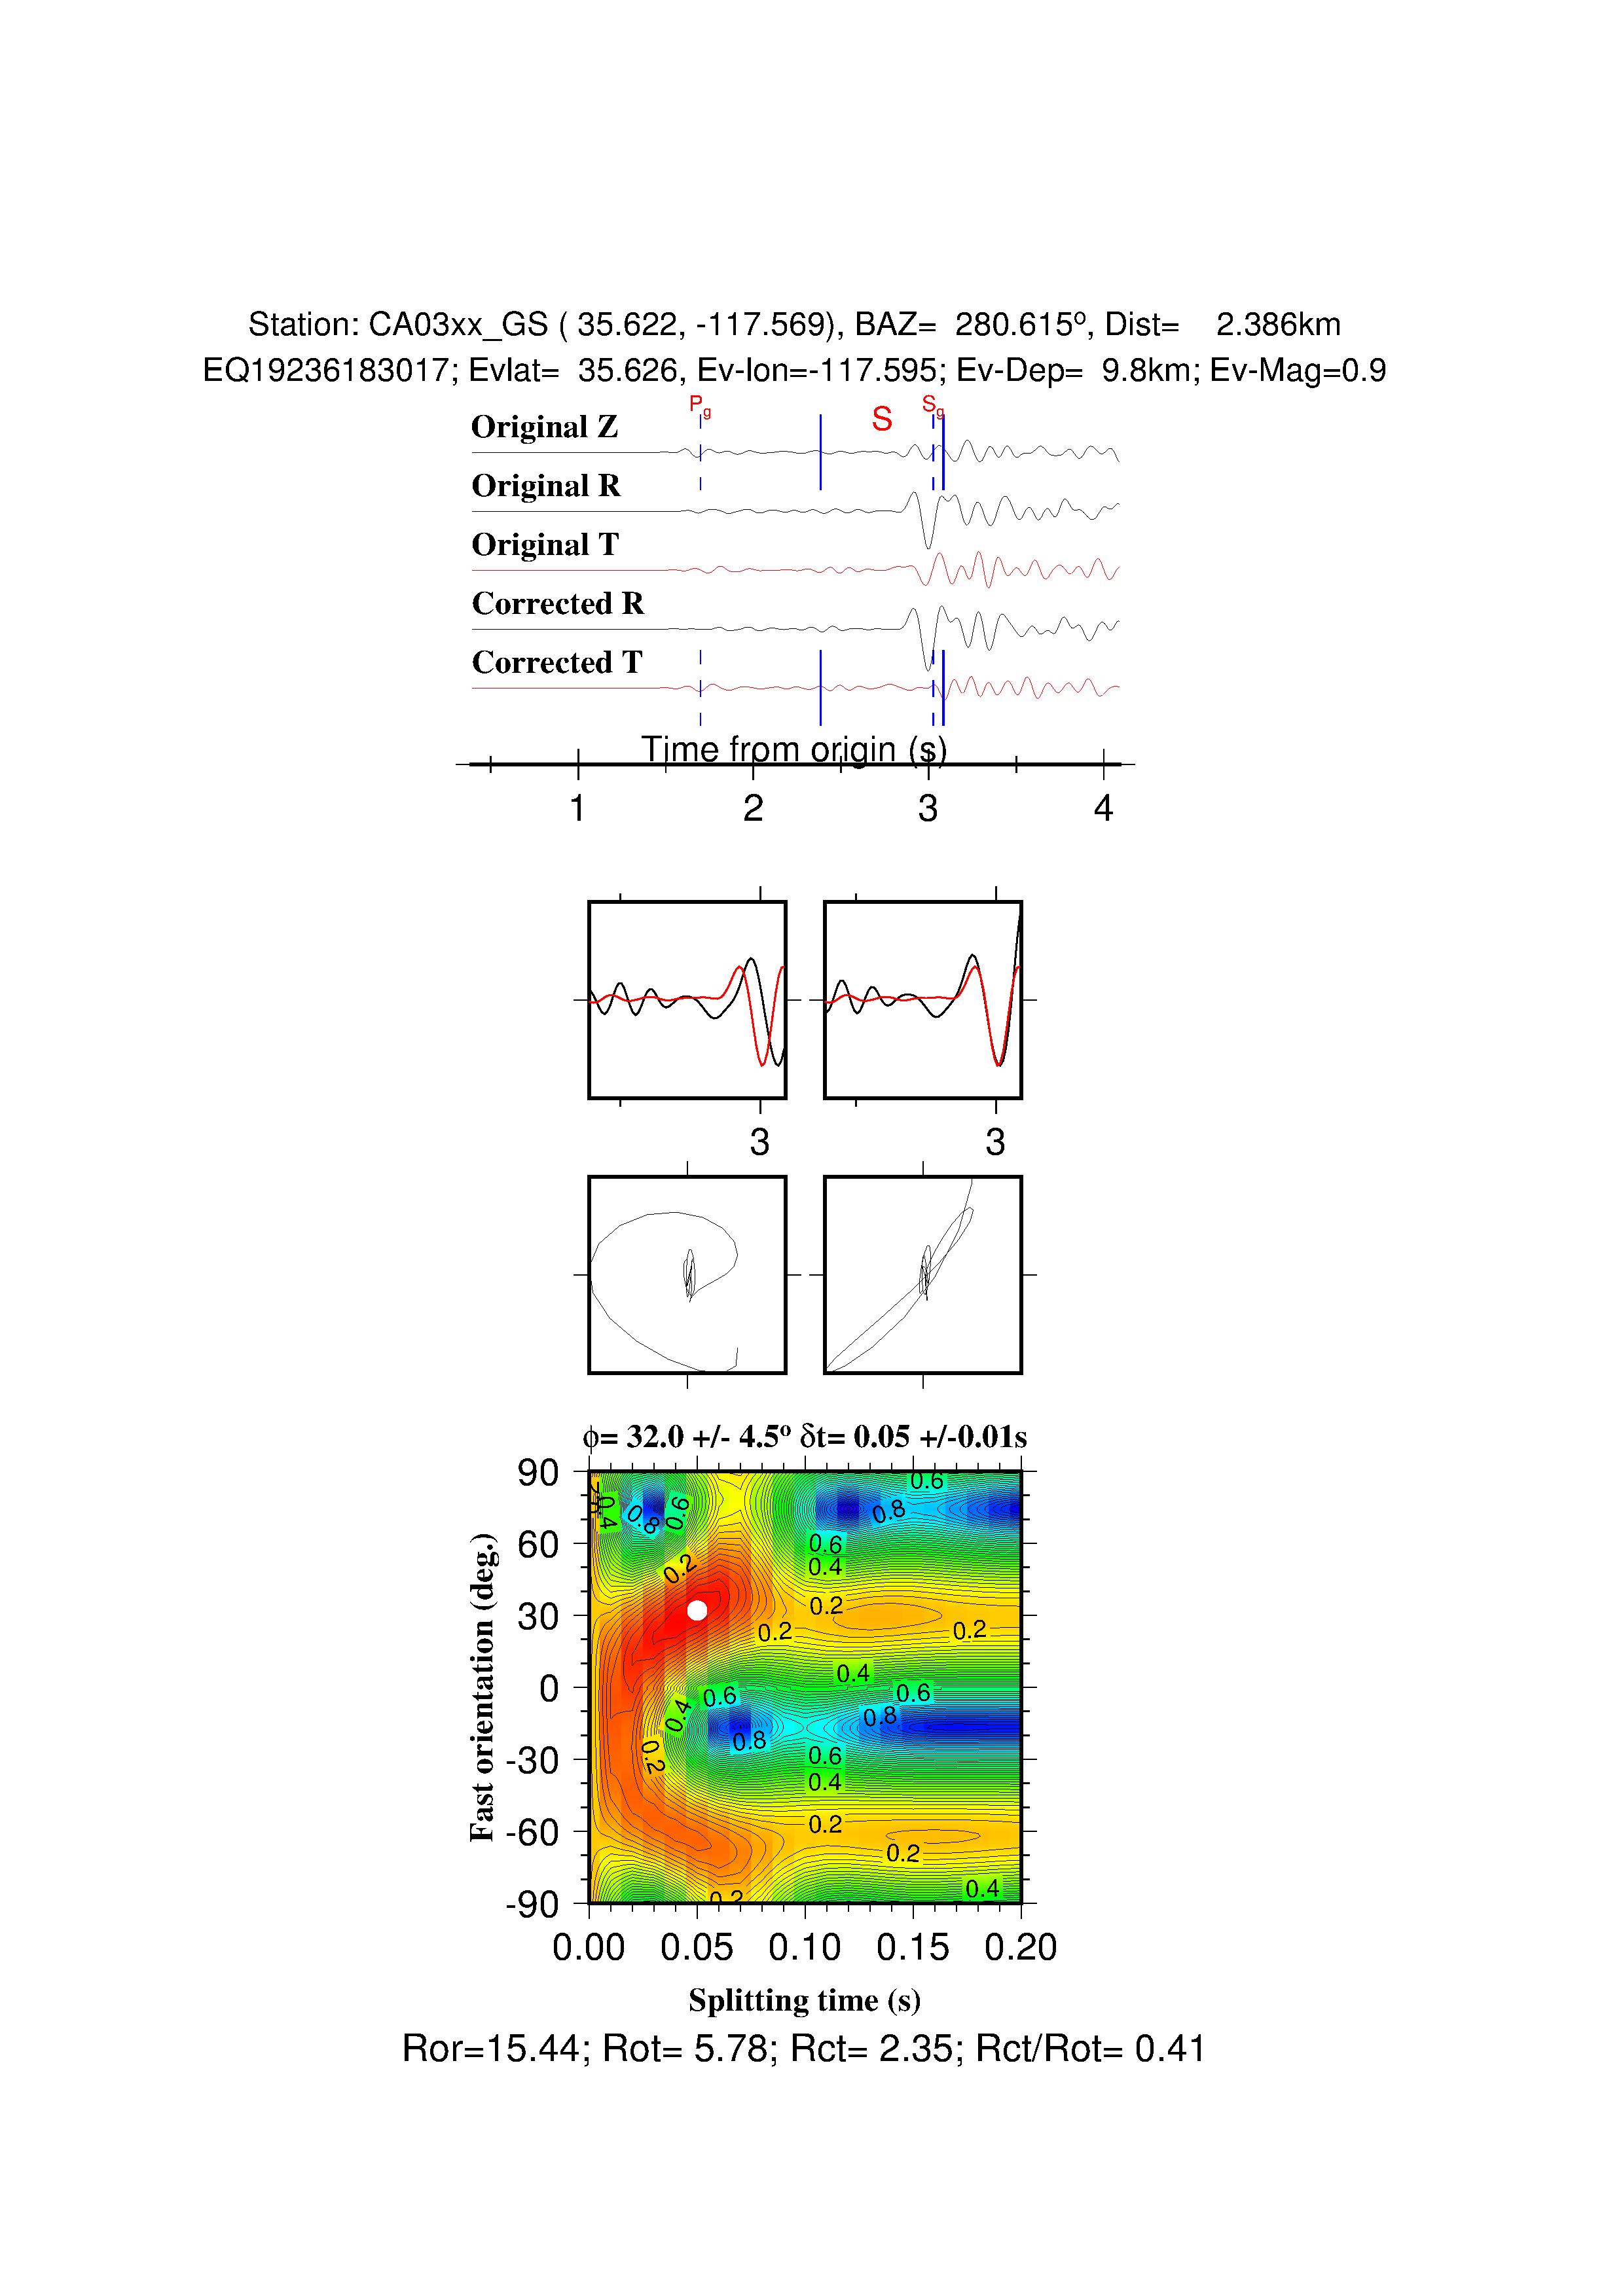 Station: CA03xx_GS ( 35.622, -117.569), BAZ= 280.615º, Dist= 2.386km
EQ19236183017; Evlat= 35.626, Ev-lon=-117.595; Ev-Dep= 9.8km; Ev-Mag=0.9
Pg S Sg
Original Z
Original R
Original T
Corrected R
Corrected T
Time from origin (s)
1 2 3 4
3 3
ϕ= 32.0 +/- 4.5º δt= 0.05 +/-0.01s
Fast orientation (deg.)
90
60
30
0
-30
-60
-90
0.4 0.8 0.6 0.6 0.8
0.6
0.2 0.4
0.2
0.2 0.2
0.4
0.6 0.6
0.4 0.8
0.8
0.2 0.6
0.4
0.2
0.2
0.4
0.2
0.00 0.05 0.10 0.15 0.20
Splitting time (s)
Ror=15.44; Rot= 5.78; Rct= 2.35; Rct/Rot= 0.41